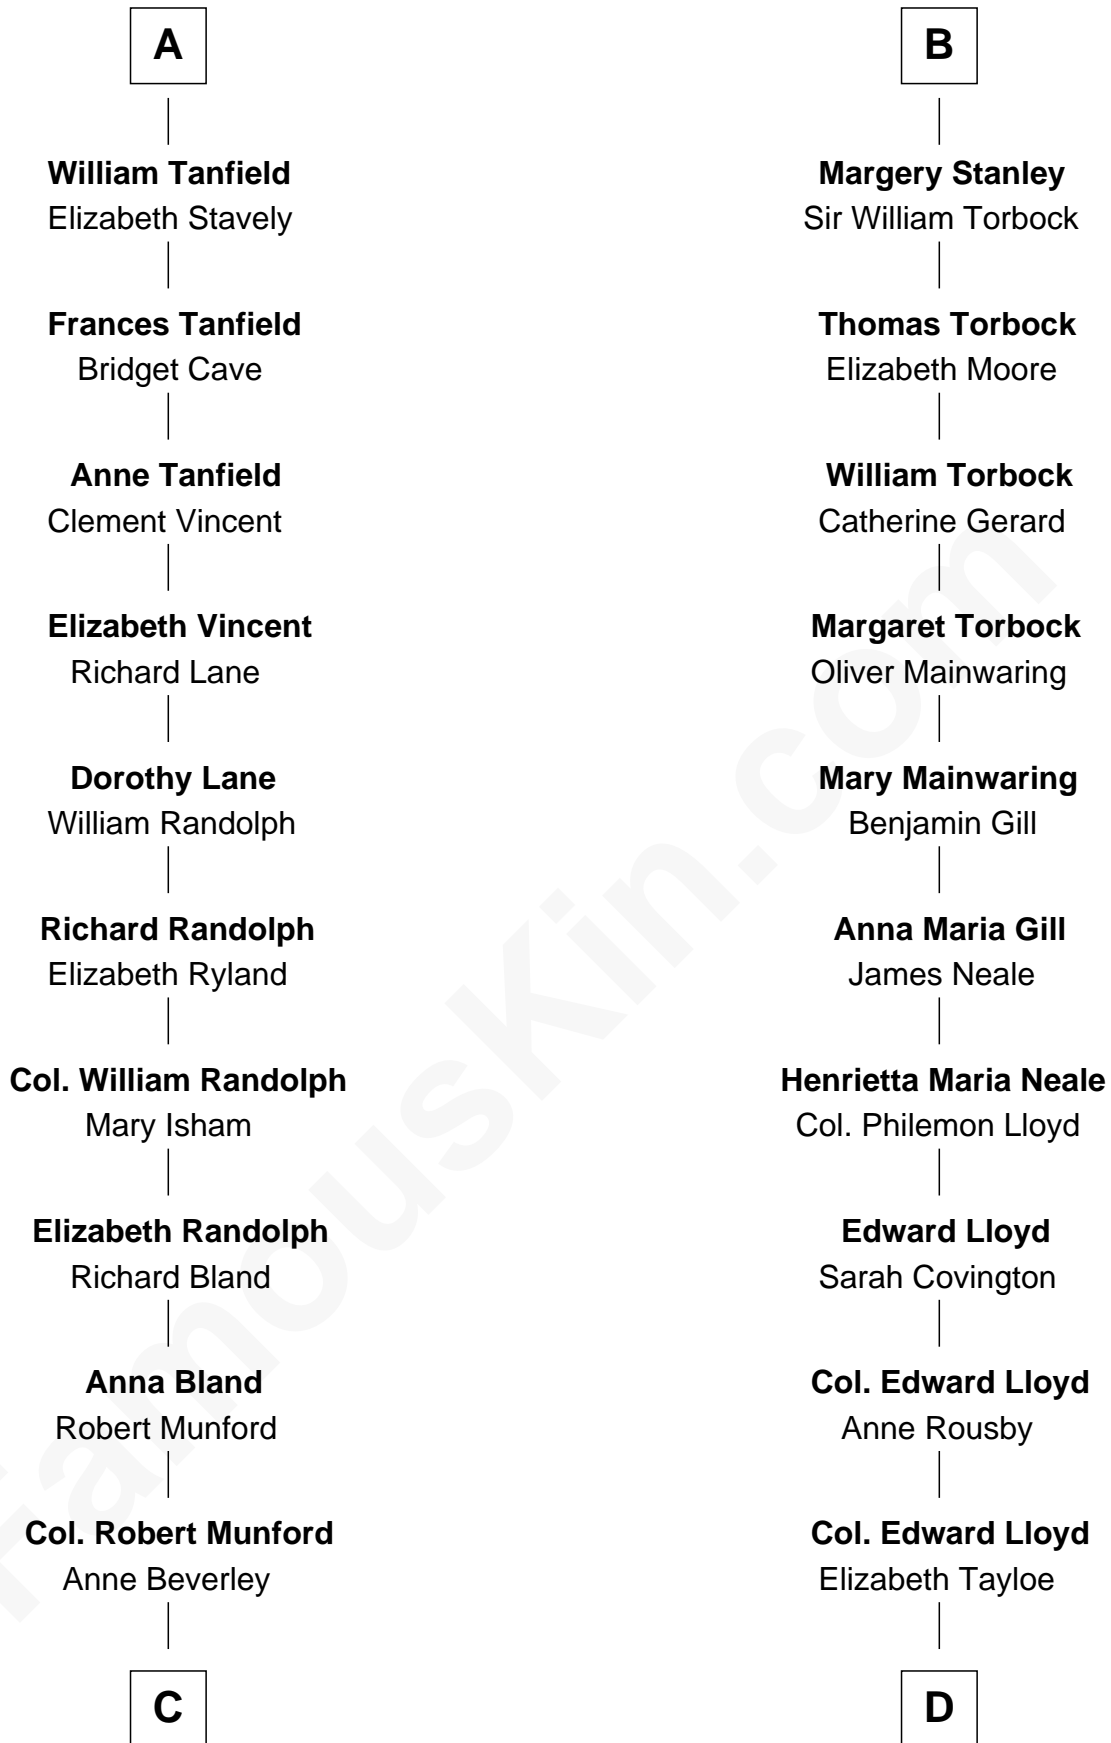 A
William Tanfield
Elizabeth Stavely
Frances Tanfield
Bridget Cave
Anne Tanfield
Clement Vincent
Elizabeth Vincent
Richard Lane
Dorothy Lane
William Randolph
Richard Randolph
Elizabeth Ryland
Col. William Randolph
Mary Isham
Elizabeth Randolph
Richard Bland
Anna Bland
Robert Munford
Col. Robert Munford
Anne Beverley
C
B
Margery Stanley
Sir William Torbock
Thomas Torbock
Elizabeth Moore
William Torbock
Catherine Gerard
Margaret Torbock
Oliver Mainwaring
Mary Mainwaring
Benjamin Gill
Anna Maria Gill
James Neale
Henrietta Maria Neale
Col. Philemon Lloyd
Edward Lloyd
Sarah Covington
Col. Edward Lloyd
Anne Rousby
Col. Edward Lloyd
Elizabeth Tayloe
D
FamousKin.com